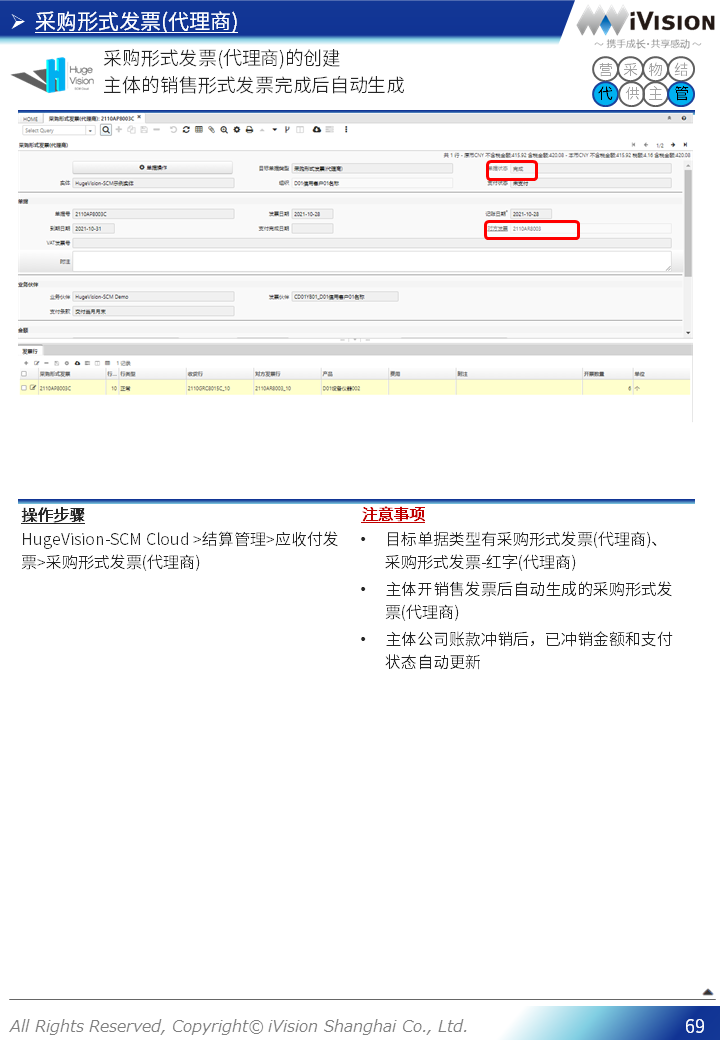 采购形式发票(代理商)
iVISION
～ 携手成长·共享感动 ～
Huge
Vision
采购形式发票(代理商)的创建
主体的销售形式发票完成后自动生成
营 采 物 结
代 供 主 管
HOME 采购形式发票(代理商): 2110AP8003C ×
Select Query
采购形式发票(代理商)
1/2
共 1 行 - 原币CNY 不含税金额:415.92 含税金额:420.08 - 本币CNY 不含税金额:415.92 税额:4.16 含税金额:420.08
单据操作 目标单据类型 采购形式发票(代理商) 单据状态 完成
实体 HugeVision-SCM示例实体 组织 D01信用客户01名称 支付状态 未支付
单据
单据号 2110AP8003C 发票日期 2021-10-28 记账日期* 2021-10-28
到期日期 2021-10-31 支付完成日期 对方发票 2110AR8003
VAT发票号
附注
业务伙伴
业务伙伴 HugeVision-SCM Demo 发票伙伴 CD01YB01_D01信用客户01名称
支付条款 交付当月月末
金额
发票行
1 记录
采购形式发票 行... 行类型 收货行 对方发票行 产品 费用 附注 开票数量 单位
2110AP8003C 10 正常 2110GRC8015C_10 2110AR8003_10 D01设备仪器002 6 个
操作步骤
HugeVision-SCM Cloud >结算管理>应收付发
票>采购形式发票(代理商)
注意事项
• 目标单据类型有采购形式发票(代理商)、
采购形式发票-红字(代理商)
• 主体开销售发票后自动生成的采购形式发
票(代理商)
• 主体公司账款冲销后，已冲销金额和支付
状态自动更新
All Rights Reserved, Copyright© iVision Shanghai Co., Ltd.
69